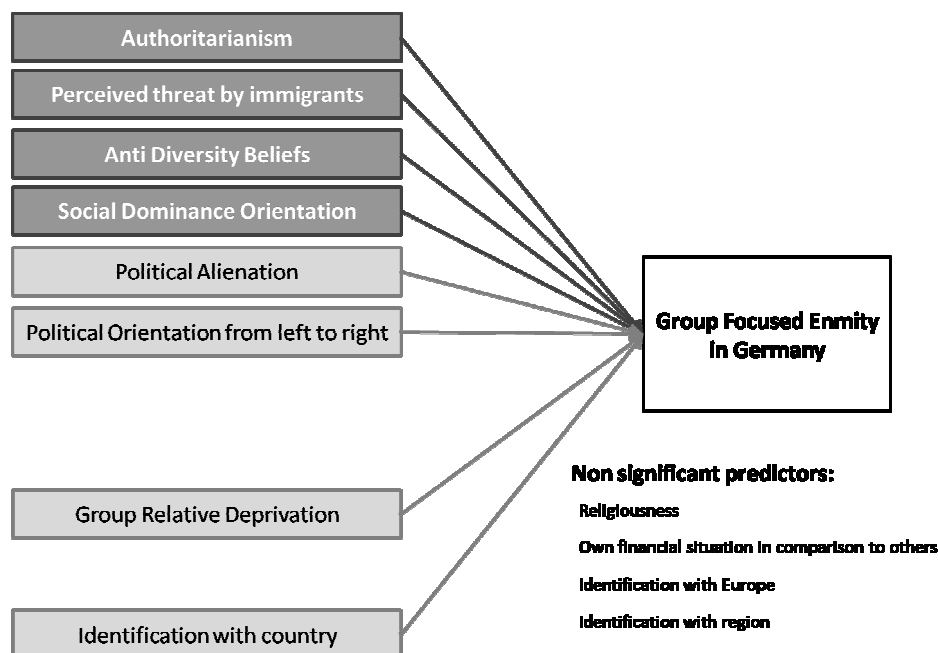 Authoritarianism
Perceived threat by immigrants
Anti Diversity Beliefs
Social Dominance Orientation
Political Alienation
Political Orientation from left to right
Group Relative Deprivation
Identification with country
Group Focused Enmity
in Germany
Non significant predictors:
Religiousness
Own financial situation in comparison to others
Identification with Europe
Identification with region